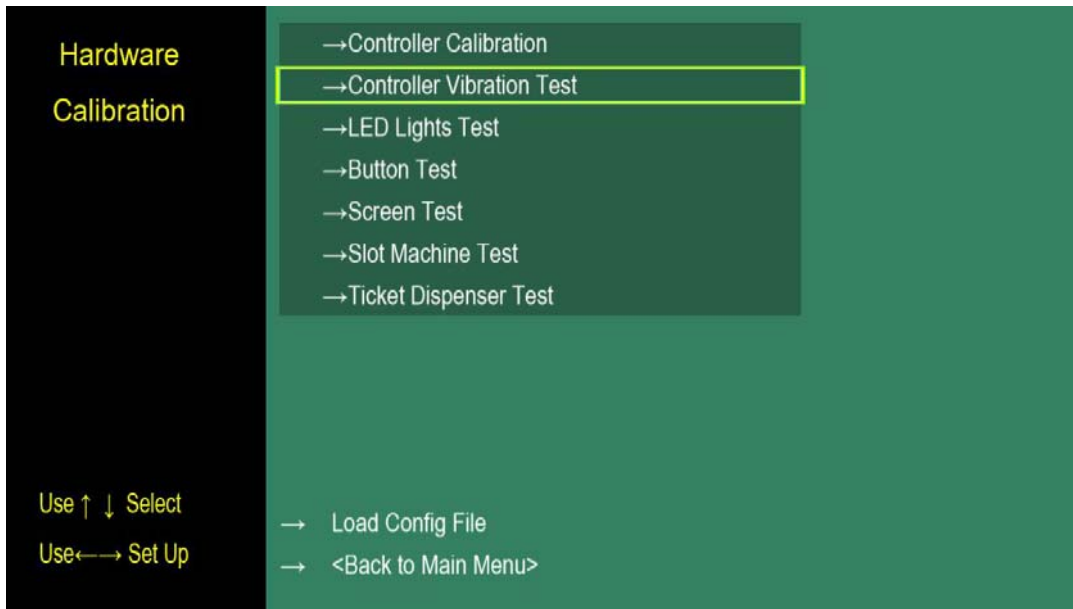 Hardware
Calibration
→Controller Calibration
→Controller Vibration Test
→LED Lights Test
→Button Test
→Screen Test
→Slot Machine Test
→Ticket Dispenser Test
Use ↑ ↓ Select
Use←→ Set Up
→ Load Config File
→ <Back to Main Menu>